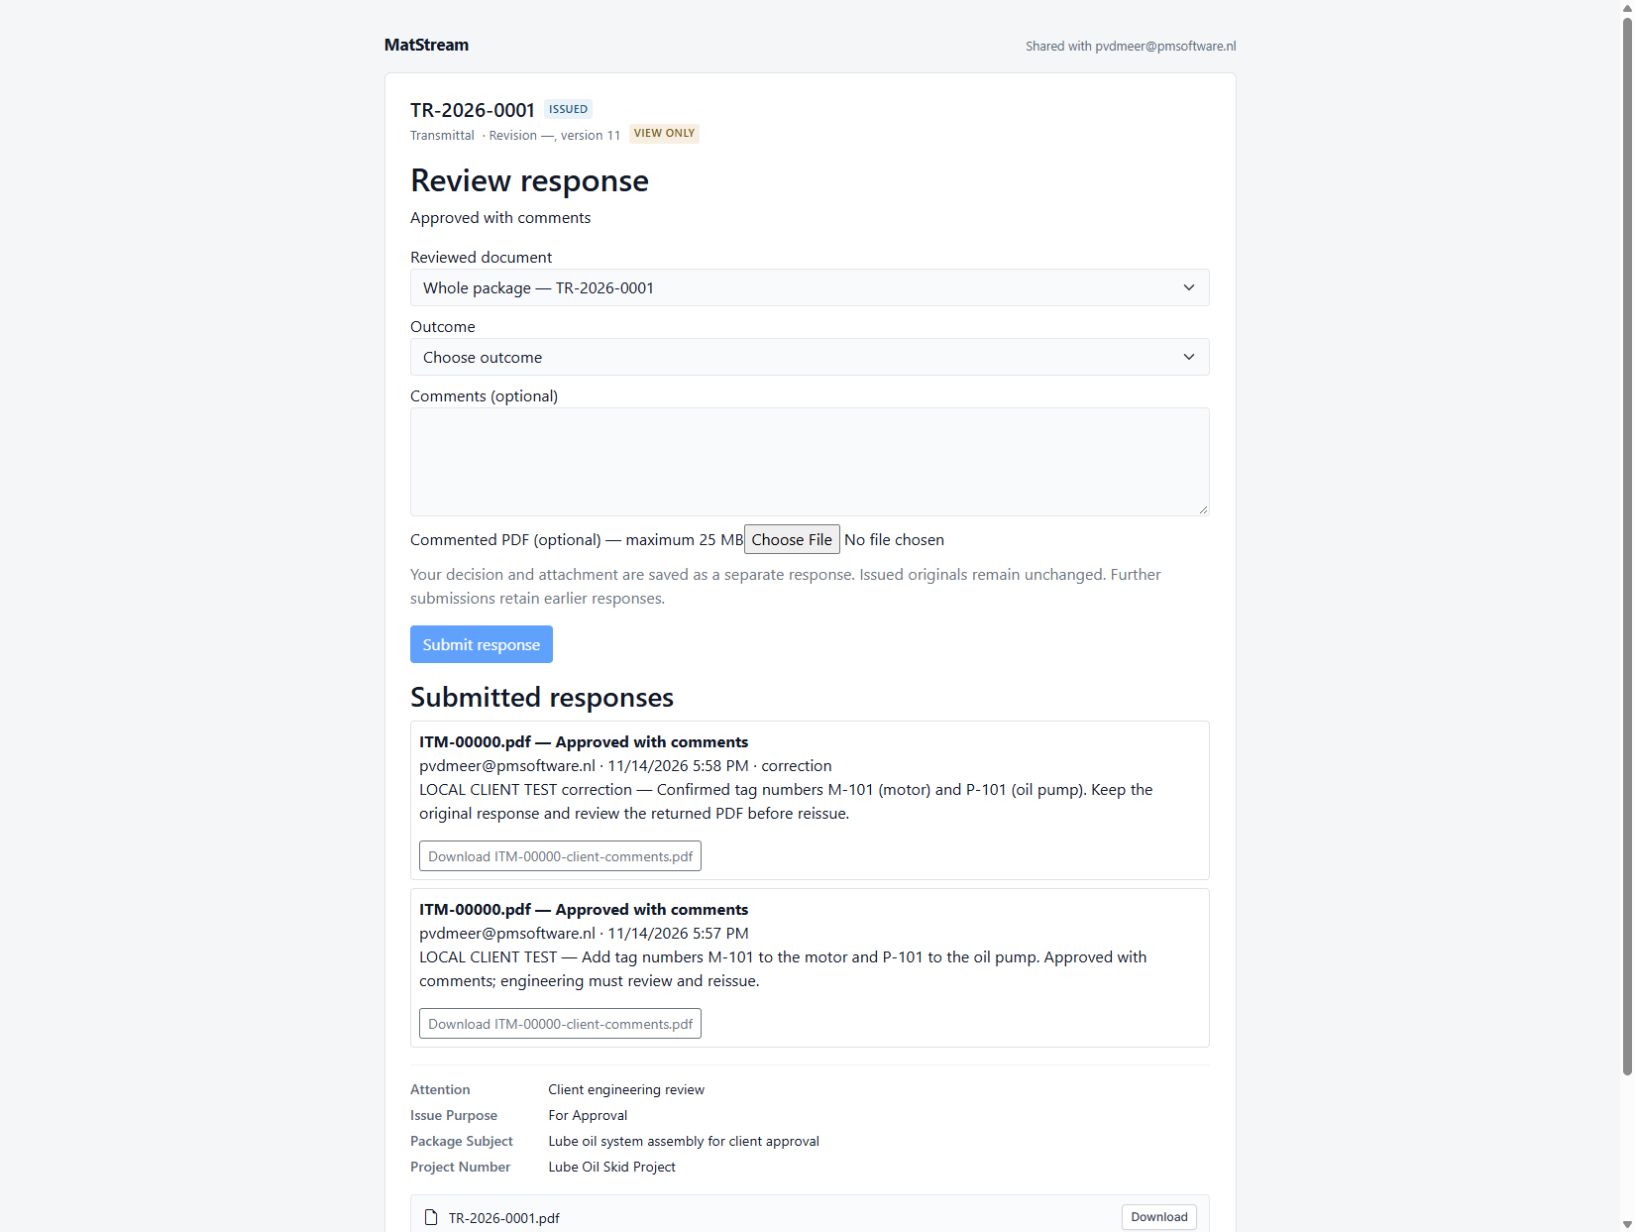 MatStream
Shared with pvdmeer@pmsoftware.nl
TR-2026-0001 ISSUED
Transmittal · Revision —, version 11 VIEW ONLY
Review response
Approved with comments
Reviewed document
Whole package — TR-2026-0001
Outcome
Choose outcome
Comments (optional)
Commented PDF (optional) — maximum 25 MB Choose File No file chosen
Your decision and attachment are saved as a separate response. Issued originals remain unchanged. Further
submissions retain earlier responses.
Submit response
Submitted responses
ITM-00000.pdf — Approved with comments
pvdmeer@pmsoftware.nl · 11/14/2026 5:58 PM · correction
LOCAL CLIENT TEST correction — Confirmed tag numbers M-101 (motor) and P-101 (oil pump). Keep the
original response and review the returned PDF before reissue.
Download ITM-00000-client-comments.pdf
ITM-00000.pdf — Approved with comments
pvdmeer@pmsoftware.nl · 11/14/2026 5:57 PM
LOCAL CLIENT TEST — Add tag numbers M-101 to the motor and P-101 to the oil pump. Approved with
comments; engineering must review and reissue.
Download ITM-00000-client-comments.pdf
Attention Client engineering review
Issue Purpose For Approval
Package Subject Lube oil system assembly for client approval
Project Number Lube Oil Skid Project
TR-2026-0001.pdf Download